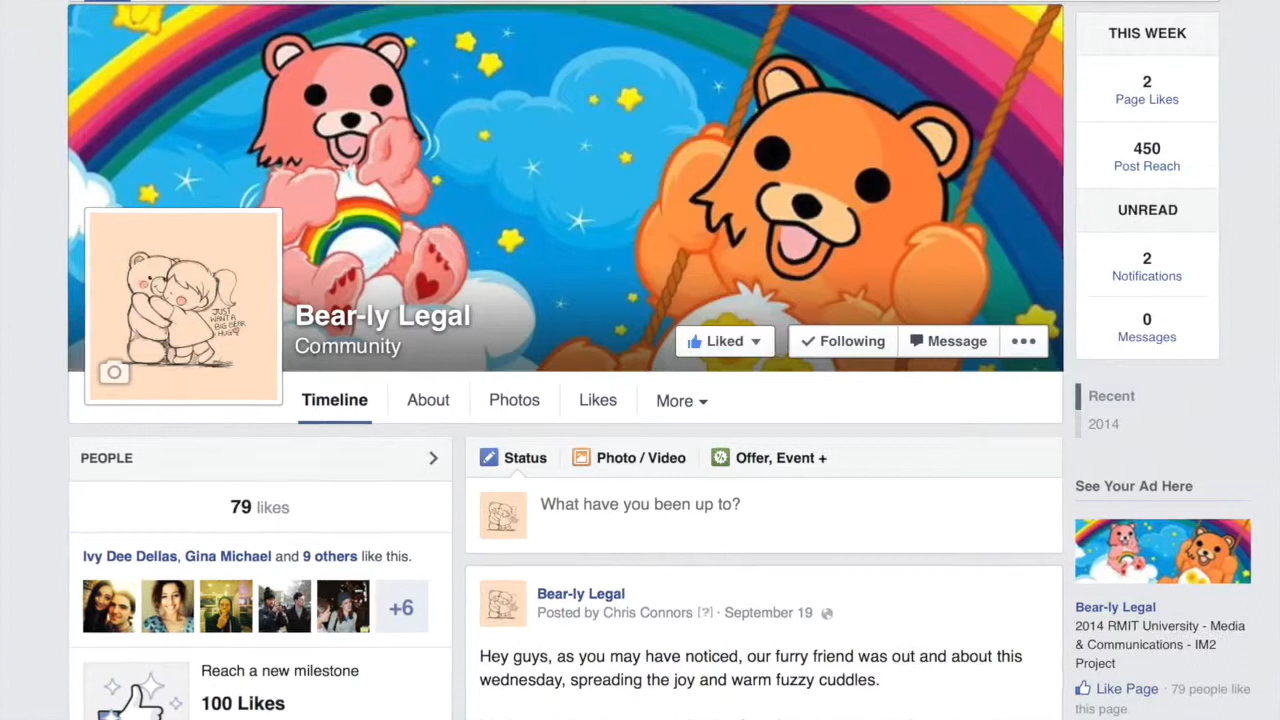 THIS WEEK
2
Page Likes
450
Post Reach
UNREAD
2
Notifications
0
Messages
JUST
WANT A
BIG BEAR
HUG
Bear-ly Legal
Community
Liked
Following
Message
Timeline
About
Photos
Likes
More
Recent
2014
PEOPLE
79 likes
Ivy Dee Dellas, Gina Michael and 9 others like this.
+6
Reach a new milestone
100 Likes
Status
Photo / Video
Offer, Event +
What have you been up to?
Bear-ly Legal
Posted by Chris Connors [?] · September 19
Hey guys, as you may have noticed, our furry friend was out and about this
wednesday, spreading the joy and warm fuzzy cuddles.
See Your Ad Here
Bear-ly Legal
2014 RMIT University - Media
& Communications - IM2
Project
Like Page · 79 people like
this page